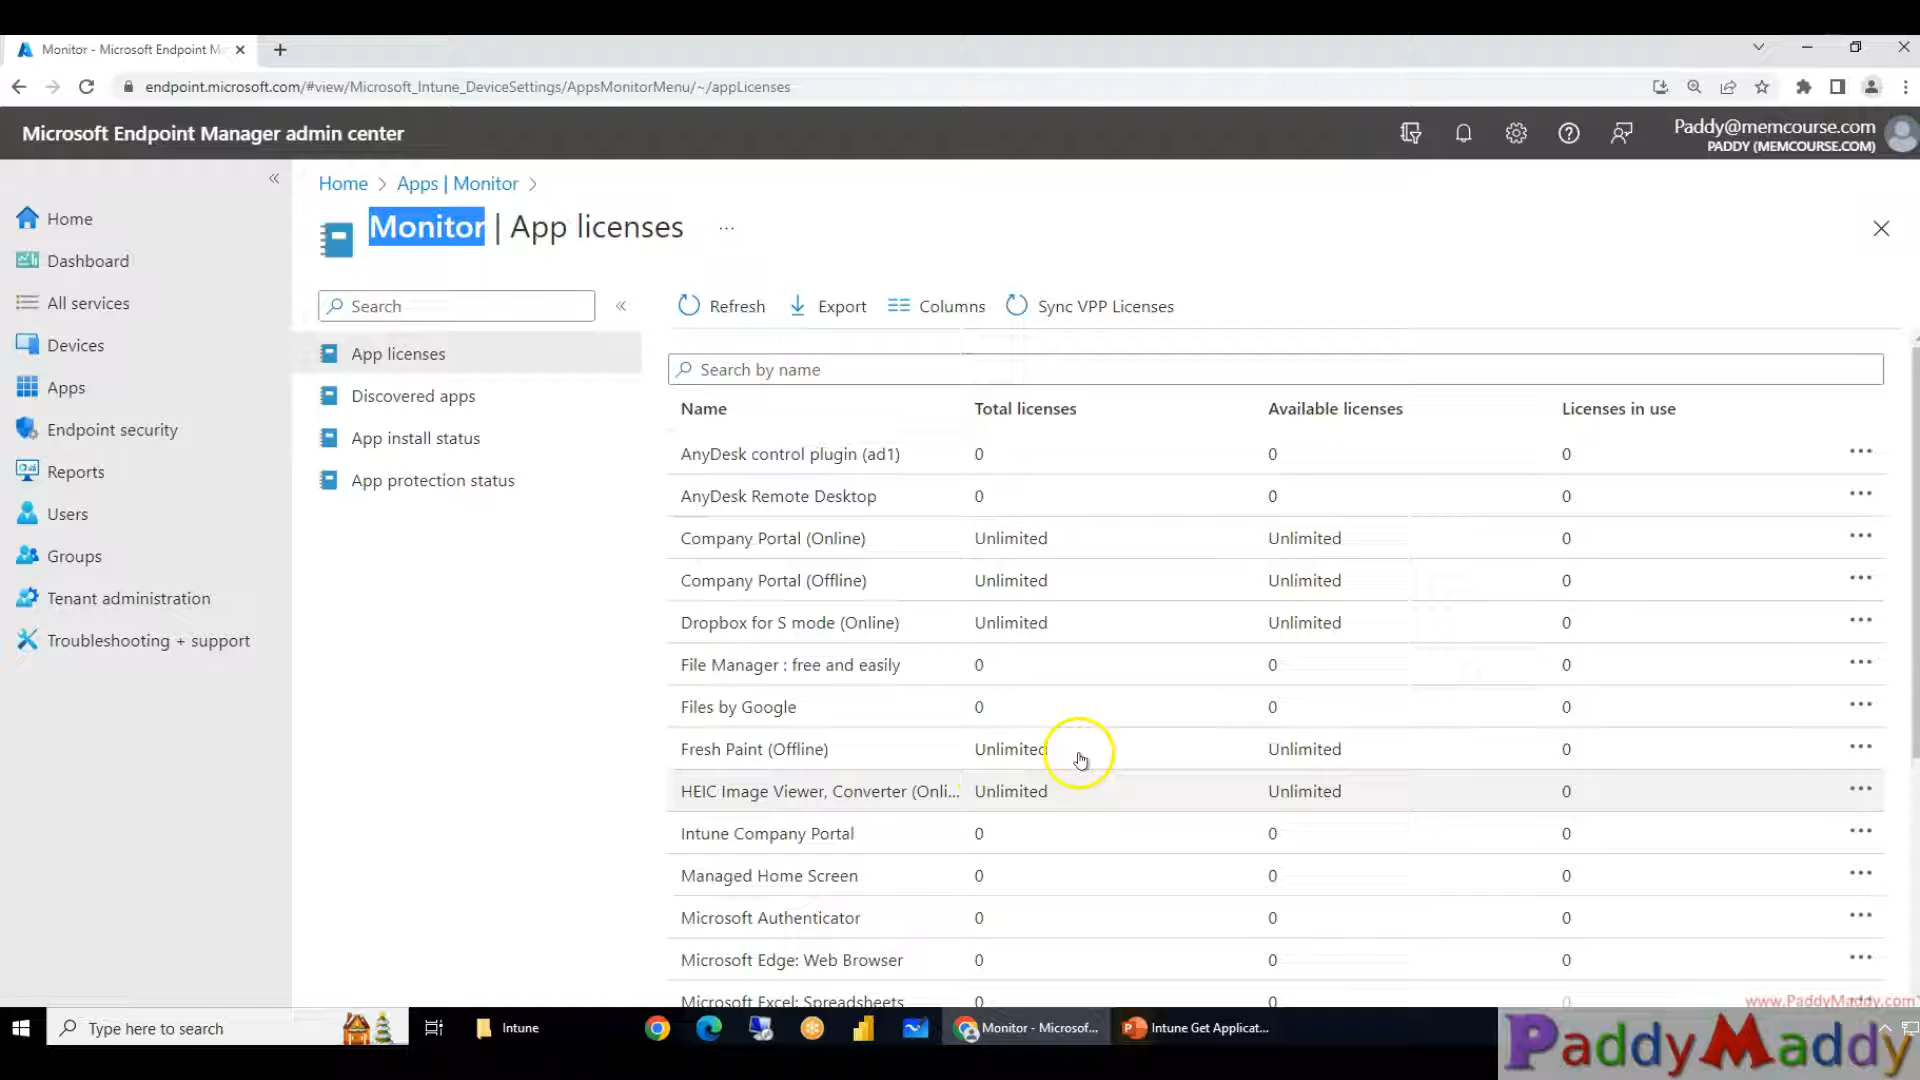 Monitor - Microsoft Endpoint M
endpoint.microsoft.com/#view/Microsoft_Intune_DeviceSettings/AppsMonitorMenu/~/appLicenses
Microsoft Endpoint Manager admin center
Paddy@memcourse.com
PADDY (MEMCOURSE.COM)
Home > Apps | Monitor >
Monitor | App licenses ...
Home
Dashboard
All services
Devices
Apps
Endpoint security
Reports
Users
Groups
Tenant administration
Troubleshooting + support
Search
App licenses
Discovered apps
App install status
App protection status
Refresh Export Columns Sync VPP Licenses
Search by name
Name Total licenses Available licenses Licenses in use
AnyDesk control plugin (ad1) 0 0 0 ...
AnyDesk Remote Desktop 0 0 0 ...
Company Portal (Online) Unlimited Unlimited 0 ...
Company Portal (Offline) Unlimited Unlimited 0 ...
Dropbox for S mode (Online) Unlimited Unlimited 0 ...
File Manager : free and easily 0 0 0 ...
Files by Google 0 0 0 ...
Fresh Paint (Offline) Unlimited Unlimited 0 ...
HEIC Image Viewer, Converter (Onli... Unlimited Unlimited 0 ...
Intune Company Portal 0 0 0 ...
Managed Home Screen 0 0 0 ...
Microsoft Authenticator 0 0 0 ...
Microsoft Edge: Web Browser 0 0 0 ...
Microsoft Excel: Spreadsheets 0 0 0
www.PaddyMaddy.com
Type here to search
Intune
Monitor - Microsof...
Intune Get Applicat...
PaddyMaddy